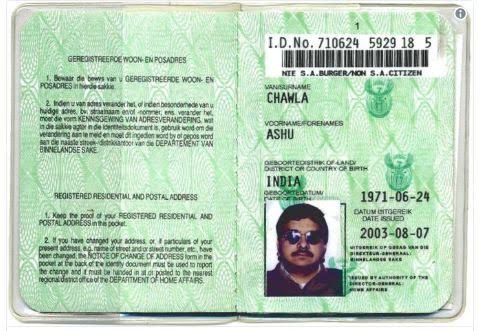 GEREGISTREERDE WOON- EN POSADRES
1. Bewaar die bewys van u GEREGISTREERDE WOON- EN
POSADRES in hierdie sakkie.
2. Indien u van adres verander het, of indien besonderhede van u
huidige adres, bv. straatnaam en/of -nommer, ens. verander het,
moet die vorm KENNISGEWING VAN ADRESVERANDERING, wat
in die sakkie agter in die identiteitsdokument is, gebruik word om die
verandering aan te meld en moet dit ingedien word by of gepos word
aan die naaste streek-/distrikkantoor van die DEPARTEMENT VAN
BINNELANDSE SAKE.
REGISTERED RESIDENTIAL AND POSTAL ADDRESS
1. Keep the proof of your REGISTERED RESIDENTIAL AND
POSTAL ADDRESS in this pocket.
2. If you have changed your address, or, if particulars of your
present address, e.g. name of street and/or street number, etc., have
been changed, the NOTICE OF CHANGE OF ADDRESS form in the
pocket at the back of the identity document must be used to report
the change and it must be handed in at or posted to the nearest
regional/district office of the DEPARTMENT OF HOME AFFAIRS.
1
I.D.No. 710624 5929 18 5
NIE S.A.BURGER/NON S.A.CITIZEN
VAN/SURNAME
CHAWLA
VOORNAME/FORENAMES
ASHU
GEBOORTEDISTRIK OF -LAND/
DISTRICT OR COUNTRY OF BIRTH
INDIA
GEBOORTEDATUM/
DATE OF BIRTH
1971-06-24
DATUM UITGEREIK
DATE ISSUED
2003-08-07
UITGEREIK OP GESAG VAN DIE
DIREKTEUR-GENERAAL:
BINNELANDSE SAKE
ISSUED BY AUTHORITY OF THE
DIRECTOR-GENERAL:
HOME AFFAIRS